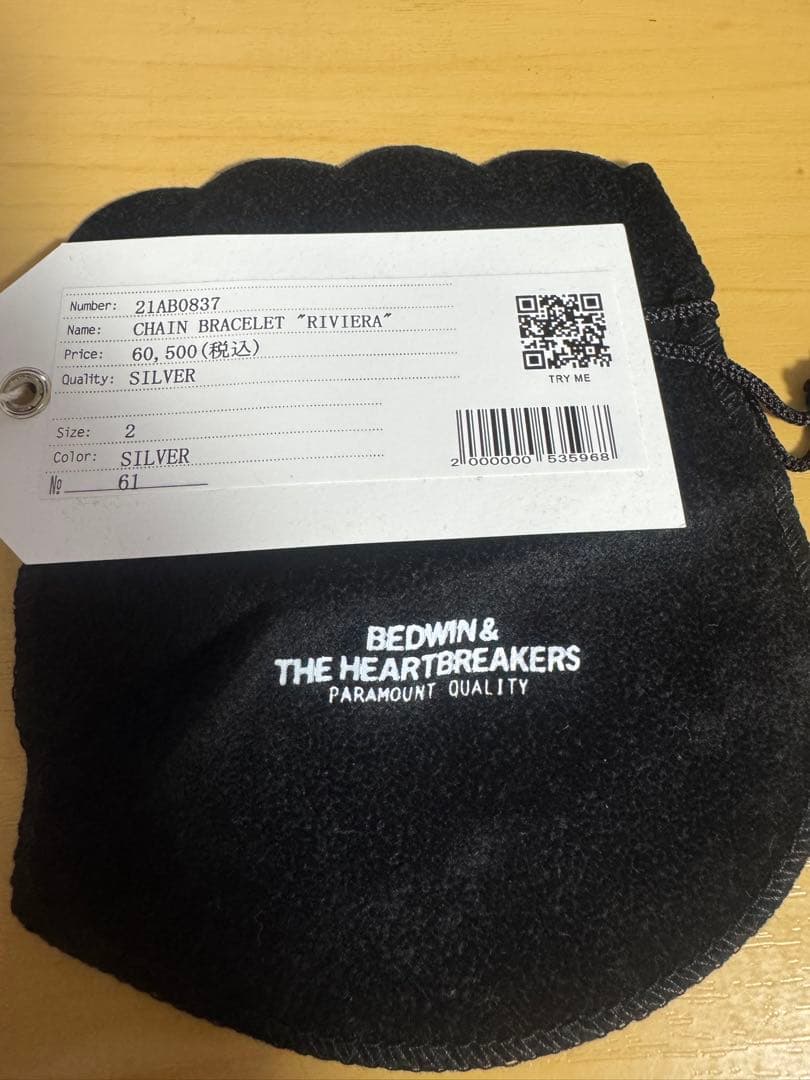 Number: 21AB0837
Name: CHAIN BRACELET "RIVIERA"
Price: 60,500(税込)
Quality: SILVER
Size: 2
Color: SILVER
№ 61
TRY ME
2 000000 535968
BEDWIN &
THE HEARTBREAKERS
PARAMOUNT QUALITY